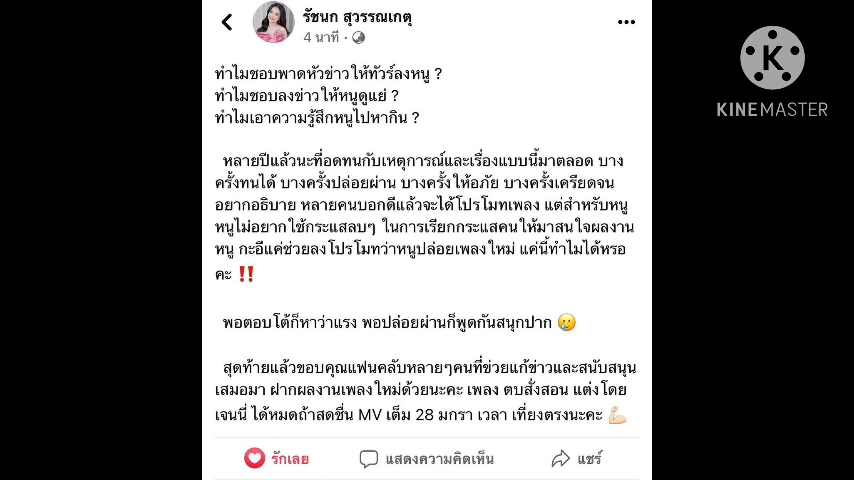 รัชนก สุวรรณเกตุ
4 นาที ·
ทำไมชอบพาดหัวข่าวให้ทัวร์ลงหนู ?
ทำไมชอบลงข่าวให้หนูดูแย่ ?
ทำไมเอาความรู้สึกหนูไปหากิน ?
หลายปีแล้วนะที่อดทนกับเหตุการณ์และเรื่องแบบนี้มาตลอด บาง
ครั้งทนได้ บางครั้งปล่อยผ่าน บางครั้งให้อภัย บางครั้งเครียดจน
อยากอธิบาย หลายคนบอกดีแล้วจะได้โปรโมทเพลง แต่สำหรับหนู
หนูไม่อยากใช้กระแสลบๆ ในการเรียกกระแสคนให้มาสนใจผลงาน
หนู กะอีแค่ช่วยลงโปรโมทว่าหนูปล่อยเพลงใหม่ แค่นี้ทำไม่ได้หรอ
คะ ‼️
พอตอบโต้ก็หาว่าแรง พอปล่อยผ่านก็พูดกันสนุกปาก 🥲
สุดท้ายแล้วขอบคุณแฟนคลับหลายๆคนที่ช่วยแก้ข่าวและสนับสนุน
เสมอมา ฝากผลงานเพลงใหม่ด้วยนะคะ เพลง ตบสั่งสอน แต่งโดย
เจนนี่ ได้หมดถ้าสดชื่น MV เต็ม 28 มกรา เวลา เที่ยงตรงนะคะ 💪🏻
รักเลย
แสดงความคิดเห็น
แชร์
K
KINEMASTER